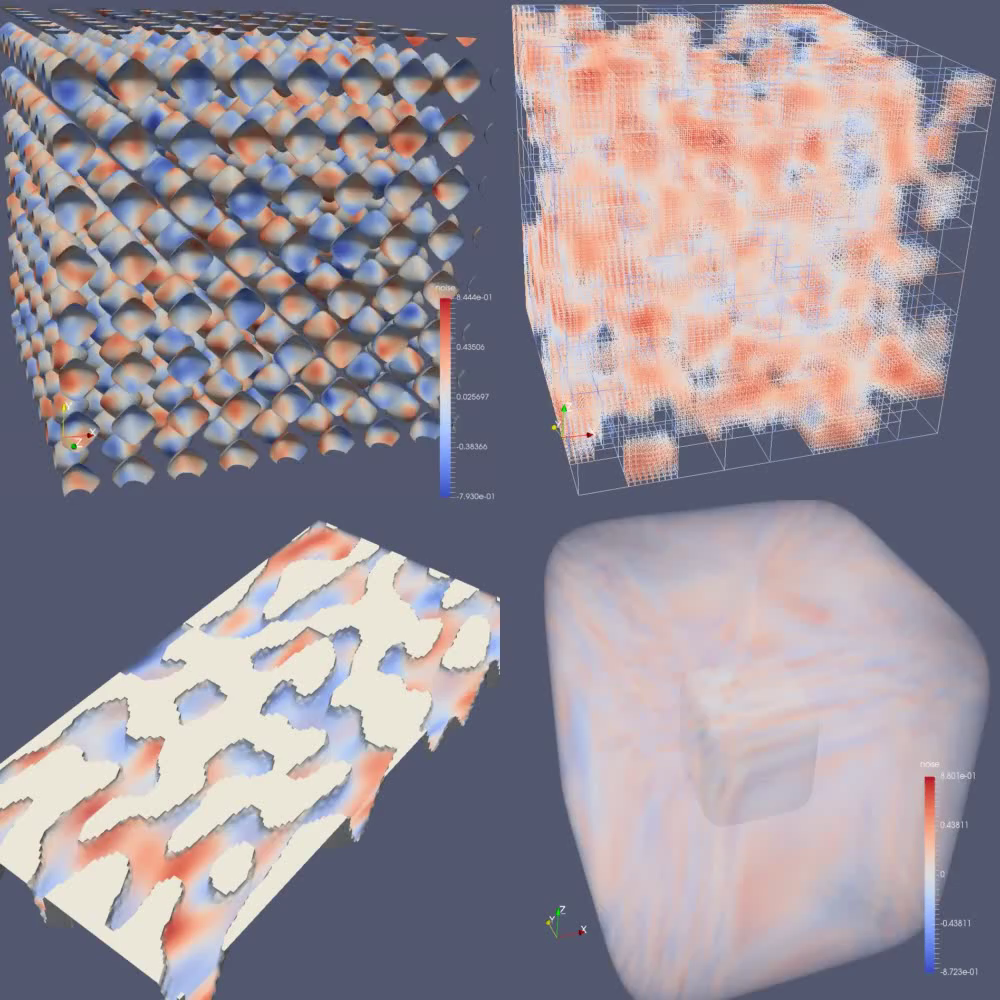 noise
8.444e-01
0.43506
0.025697
-0.38366
-7.930e-01
Z
X
noise
8.801e-01
0.43811
0
-0.43811
-8.723e-01
Z
Y
X